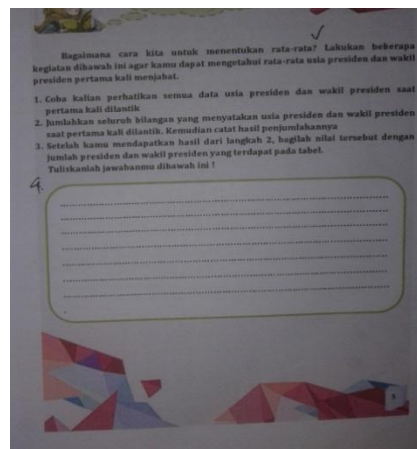 Bagaimana cara kita untuk menentukan rata-rata? Lakukan beberapa
kegiatan dibawah ini agar kamu dapat mengetahui rata-rata usia presiden dan wakil
presiden pertama kali menjabat.
1. Coba kalian perhatikan semua data usia presiden dan wakil presiden saat
pertama kali dilantik
2. Jumlahkan seluruh bilangan yang menyatakan usia presiden dan wakil presiden
saat pertama kali dilantik. Kemudian catat hasil penjumlahannya
3. Setelah kamu mendapatkan hasil dari langkah 2, bagilah nilai tersebut dengan
jumlah presiden dan wakil presiden yang terdapat pada tabel.
Tuliskanlah jawabanmu dibawah ini !